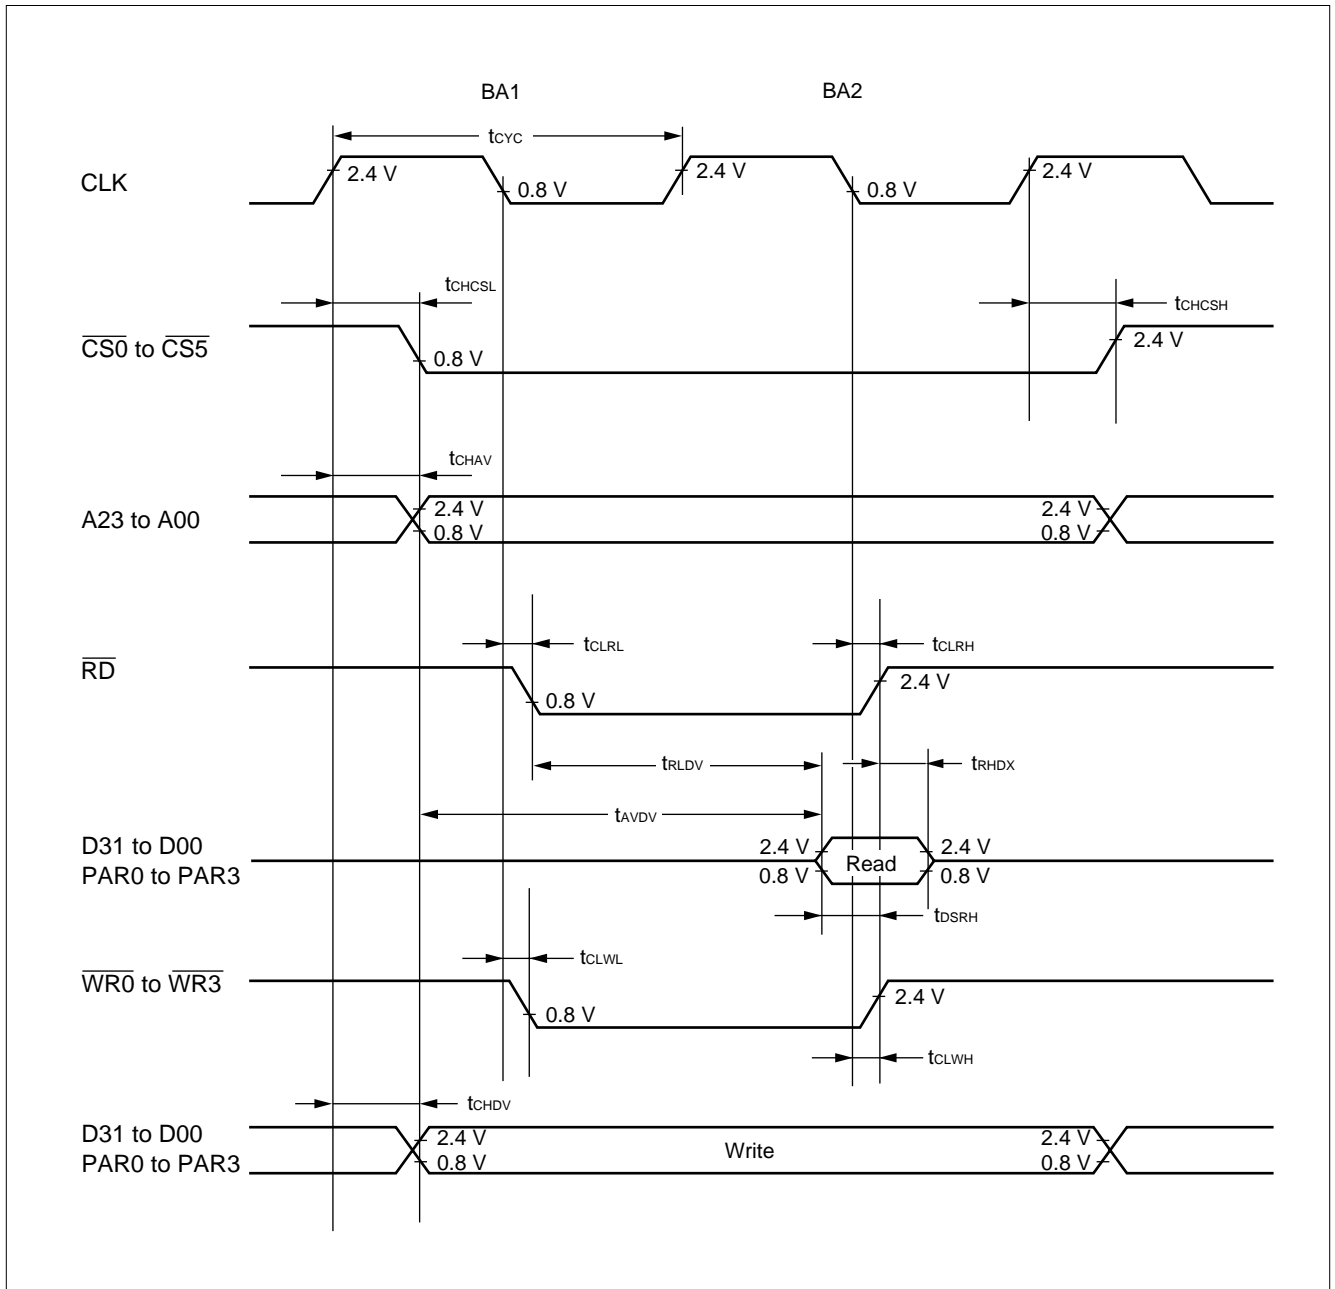 BA1 BA2
tCYC
CLK 2.4 V 0.8 V 2.4 V 0.8 V 2.4 V
tCHCSL tCHCSH
CS0 to CS5 0.8 V 2.4 V
tCHAV
A23 to A00 2.4 V 0.8 V 2.4 V 0.8 V
tCLRL tCLRH
RD 0.8 V 2.4 V
tRLDV tRHDX
tAVDV
D31 to D00 2.4 V 2.4 V
PAR0 to PAR3 0.8 V Read 0.8 V
tDSRH
tCLWL
WR0 to WR3 0.8 V 2.4 V
tCLWH
tCHDV
D31 to D00 2.4 V Write 2.4 V
PAR0 to PAR3 0.8 V 0.8 V